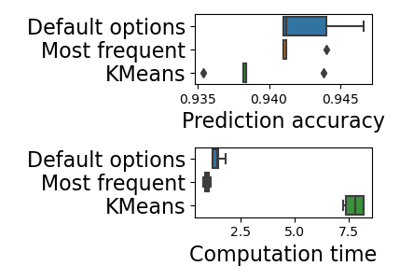 Default options
Most frequent
KMeans
0.935 0.940 0.945
Prediction accuracy
Default options
Most frequent
KMeans
2.5 5.0 7.5
Computation time